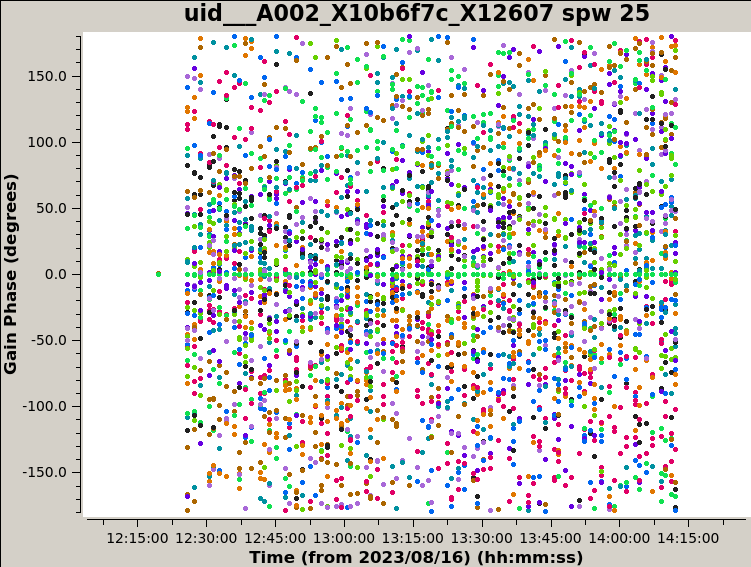 uid___A002_X10b6f7c_X12607 spw 25
Gain Phase (degrees)
150.0
100.0
50.0
0.0
-50.0
-100.0
-150.0
12:15:00 12:30:00 12:45:00 13:00:00 13:15:00 13:30:00 13:45:00 14:00:00 14:15:00
Time (from 2023/08/16) (hh:mm:ss)